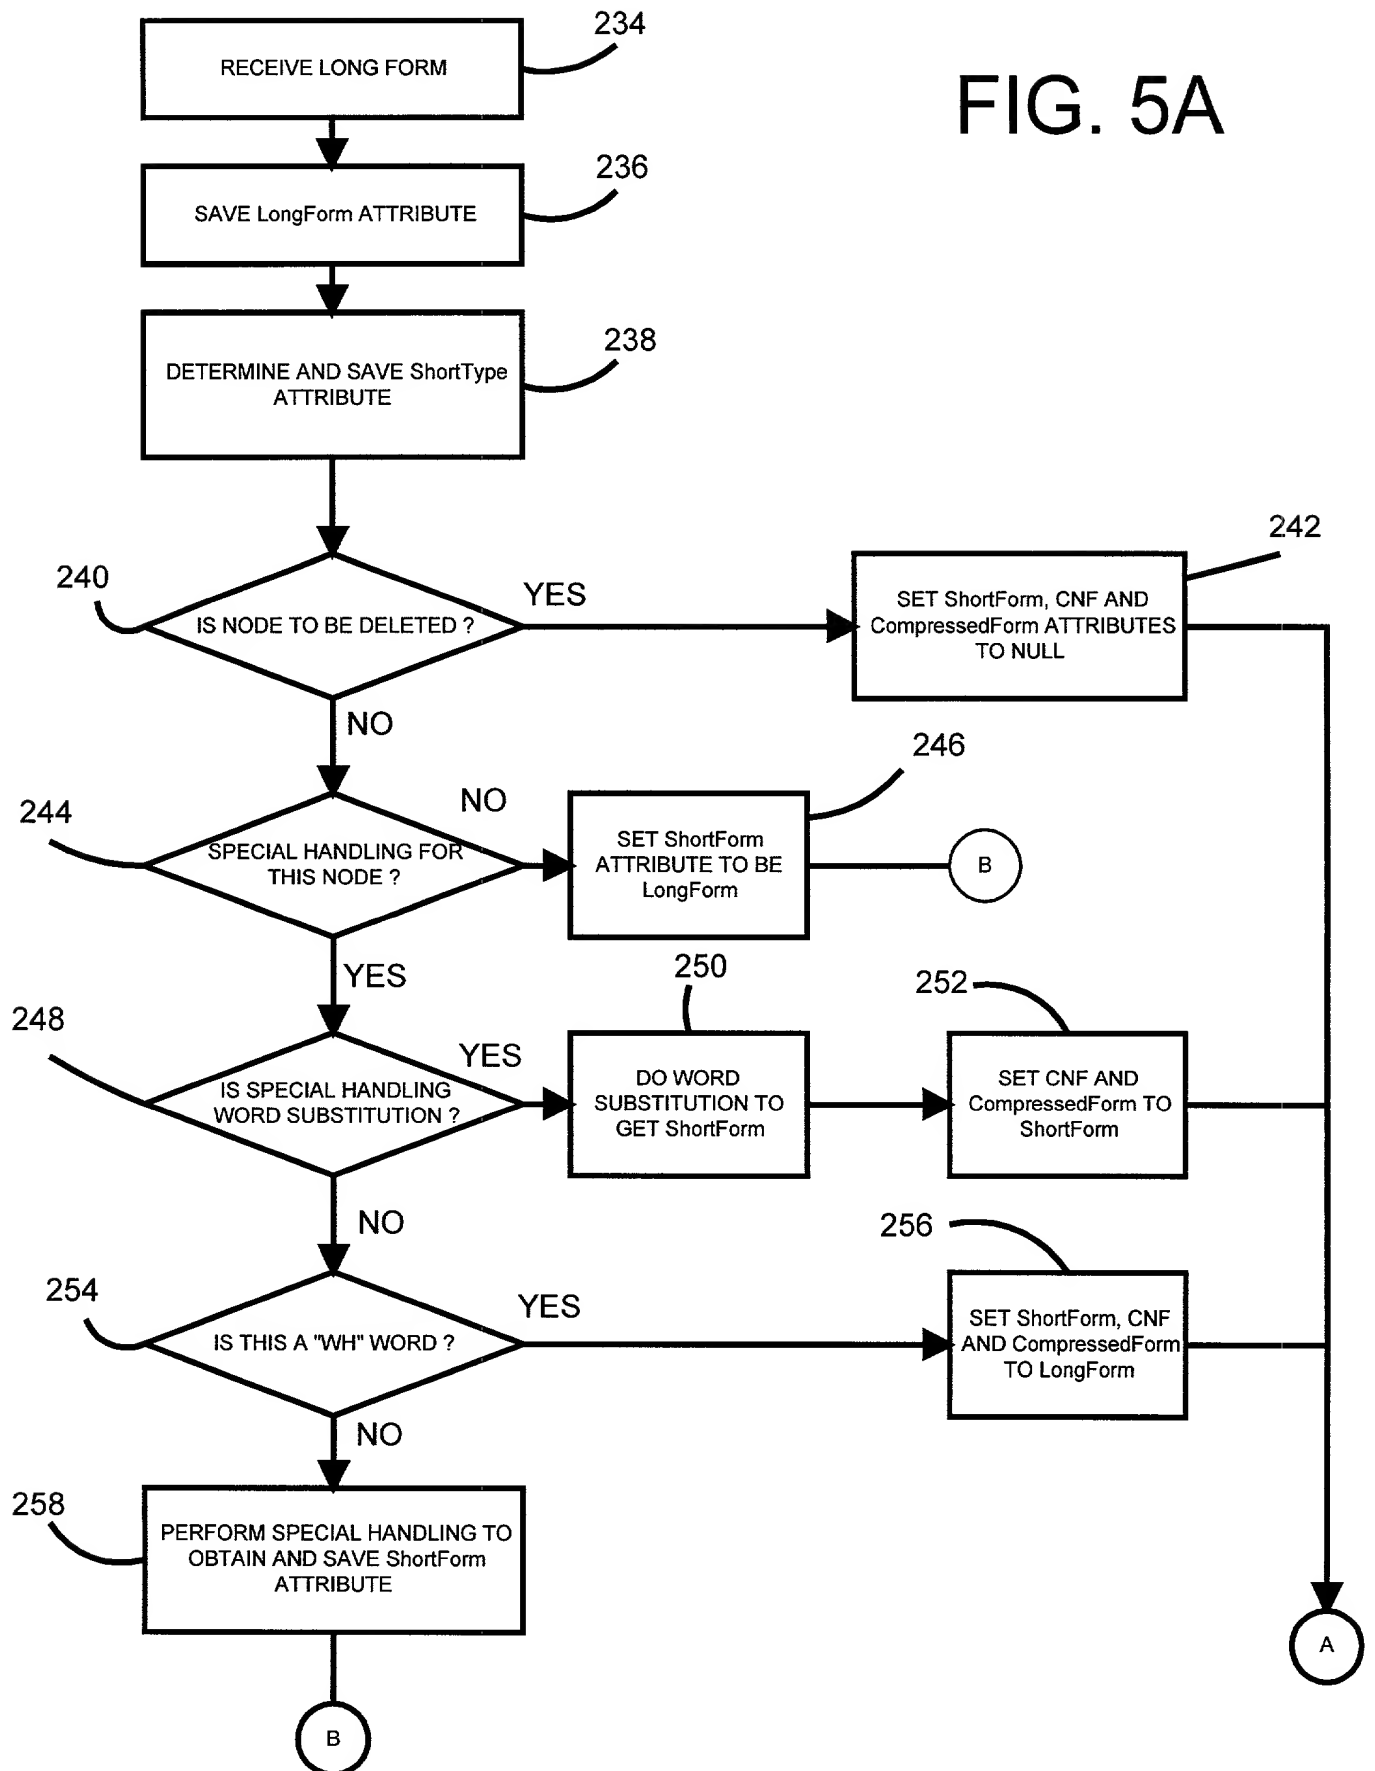 234
RECEIVE LONG FORM
FIG. 5A
236
SAVE LongForm ATTRIBUTE
238
DETERMINE AND SAVE ShortType
ATTRIBUTE
240
IS NODE TO BE DELETED ?
YES
242
SET ShortForm, CNF AND
CompressedForm ATTRIBUTES
TO NULL
NO
244
SPECIAL HANDLING FOR
THIS NODE ?
NO
246
SET ShortForm
ATTRIBUTE TO BE
LongForm
B
YES
248
IS SPECIAL HANDLING
WORD SUBSTITUTION ?
YES
250
DO WORD
SUBSTITUTION TO
GET ShortForm
252
SET CNF AND
CompressedForm TO
ShortForm
NO
254
IS THIS A "WH" WORD ?
YES
256
SET ShortForm, CNF
AND CompressedForm
TO LongForm
NO
258
PERFORM SPECIAL HANDLING TO
OBTAIN AND SAVE ShortForm
ATTRIBUTE
A
B